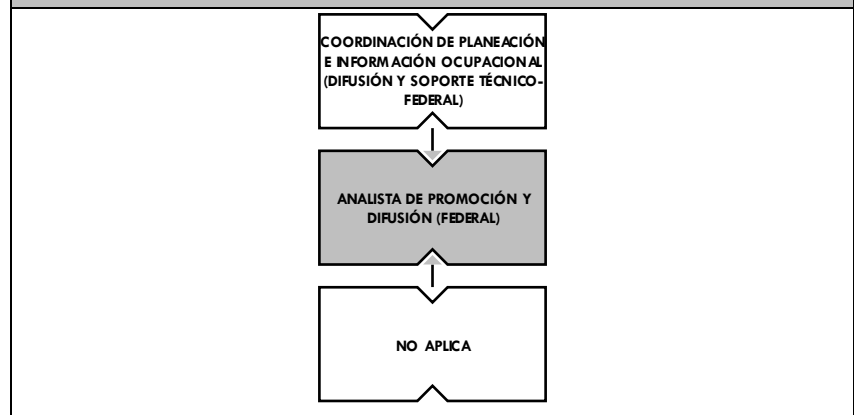 COORDINACIÓN DE PLANEACIÓN
E INFORMACIÓN OCUPACIONAL
(DIFUSIÓN Y SOPORTE TÉCNICO-
FEDERAL)
ANALISTA DE PROMOCIÓN Y
DIFUSIÓN (FEDERAL)
NO APLICA